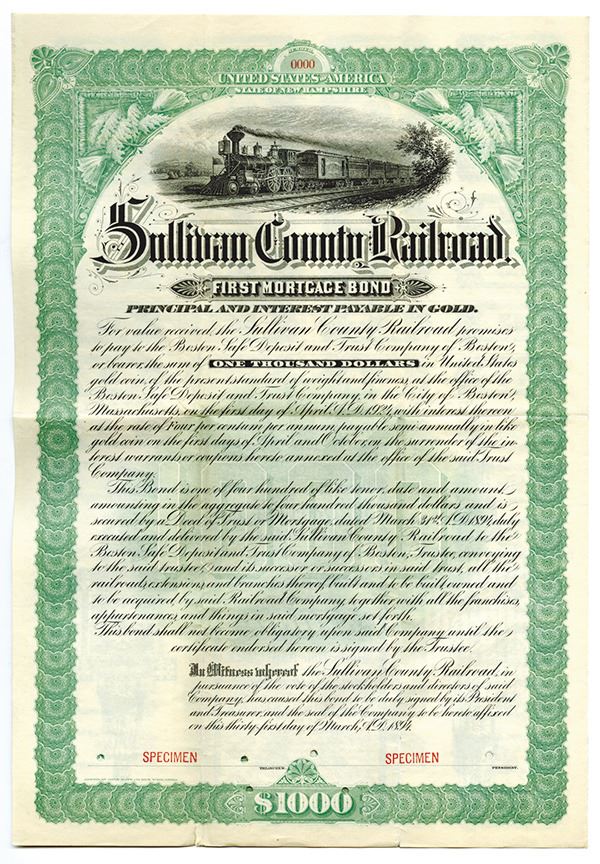 0000
UNITED STATES OF AMERICA
STATE OF NEW HAMPSHIRE
Sullivan County Railroad.
FIRST MORTGAGE BOND
PRINCIPAL AND INTEREST PAYABLE IN GOLD.
For value received, the Sullivan County Railroad promises
to pay to the Boston Safe Deposit and Trust Company of Boston,
or bearer, the sum of ONE THOUSAND DOLLARS in United States
gold coin, of the present standard of weight and fineness, at the office of the
Boston Safe Deposit and Trust Company, in the City of Boston,
Massachusetts, on the first day of April, A.D. 1924, with interest thereon
at the rate of Four per centum per annum, payable semi-annually in like
gold coin on the first days of April and October, on the surrender of the in-
terest warrants or coupons hereto annexed at the office of the said Trust
Company.
This Bond is one of four hundred of like tenor, date and amount,
amounting in the aggregate to four hundred thousand dollars and is
secured by a Deed of Trust or Mortgage, dated March 31st A.D. 1894, duly
executed and delivered by the said Sullivan County Railroad to the
Boston Safe Deposit and Trust Company of Boston, Trustee, conveying
to the said trustee, and its successor or successors in said trust, all the
railroads, extensions, and branches thereof, built and to be built, owned and
to be acquired by said Railroad Company, together with all the franchises,
appurtenances, and things in said mortgage set forth.
This bond shall not become obligatory upon said Company until the
certificate endorsed hereon is signed by the Trustee.
In Witness whereof the Sullivan County Railroad, in
pursuance of the vote of the stockholders and directors of said
Company, has caused this Bond to be duly signed by its President
and Treasurer, and the seal of the Company to be hereto affixed
on this thirty first day of March, A.D. 1894.
SPECIMEN SPECIMEN
TREASURER. PRESIDENT.
$1000